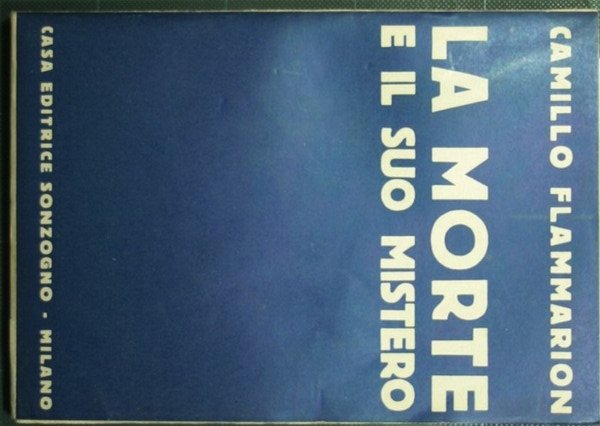 CAMILLO FLAMMARION
LA MORTE
E IL SUO MISTERO
CASA EDITRICE SONZOGNO - MILANO